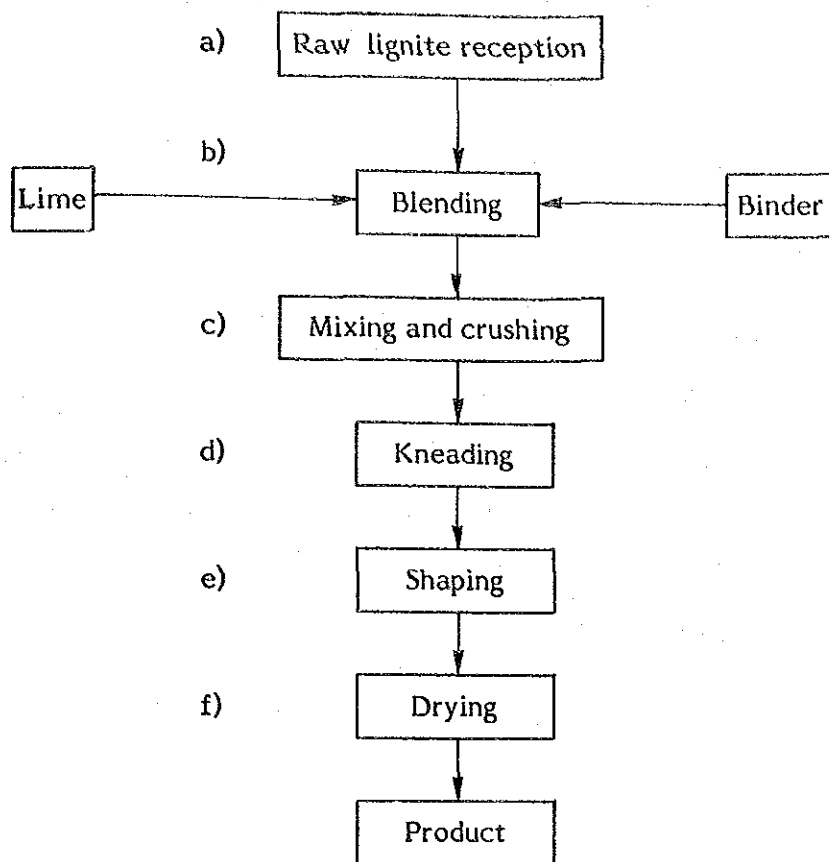 a) Raw lignite reception
b)
Lime Blending Binder
c) Mixing and crushing
d) Kneading
e) Shaping
f) Drying
Product